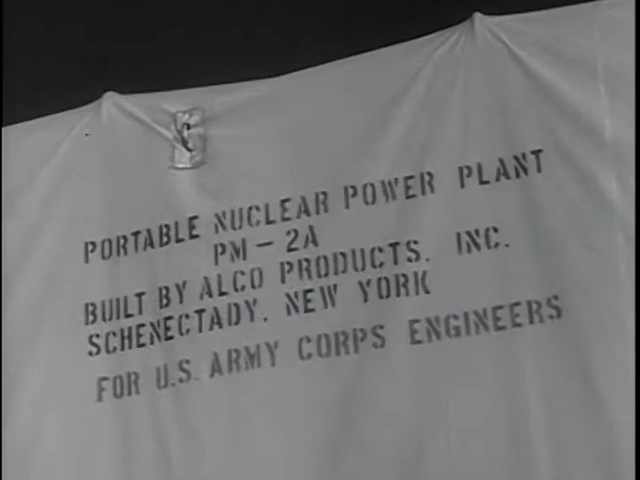 PORTABLE NUCLEAR POWER PLANT
PM - 2A
BUILT BY ALCO PRODUCTS. INC.
SCHENECTADY. NEW YORK
FOR U.S. ARMY CORPS ENGINEERS